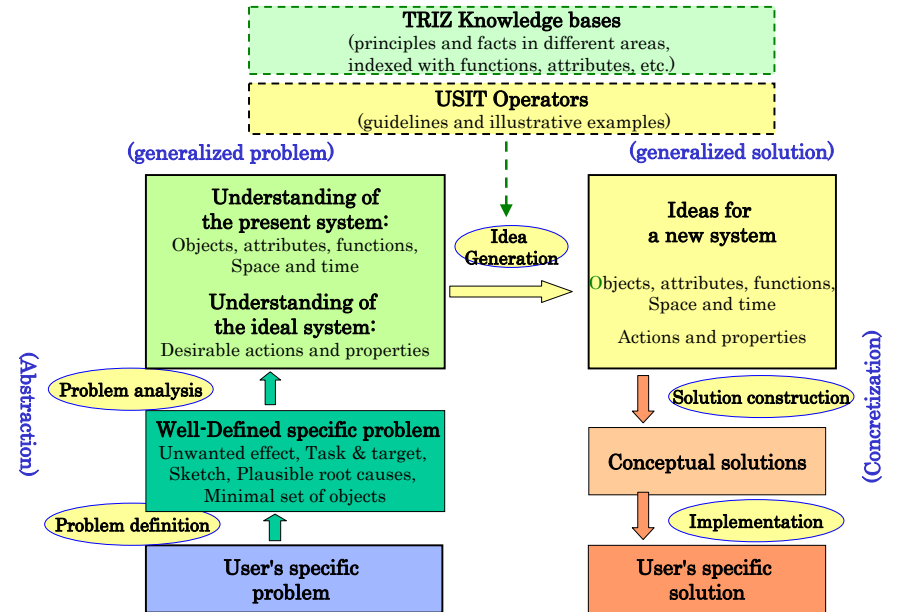 TRIZ Knowledge bases
(principles and facts in different areas,
indexed with functions, attributes, etc.)
USIT Operators
(guidelines and illustrative examples)
(generalized problem)
(generalized solution)
Understanding of
the present system:
Objects, attributes, functions,
Space and time
Understanding of
the ideal system:
Desirable actions and properties
Idea
Generation
Ideas for
a new system
Objects, attributes, functions,
Space and time
Actions and properties
(Abstraction)
Problem analysis
Well-Defined specific problem
Unwanted effect, Task & target,
Sketch, Plausible root causes,
Minimal set of objects
Problem definition
User's specific
problem
Solution construction
(Concretization)
Conceptual solutions
Implementation
User's specific
solution